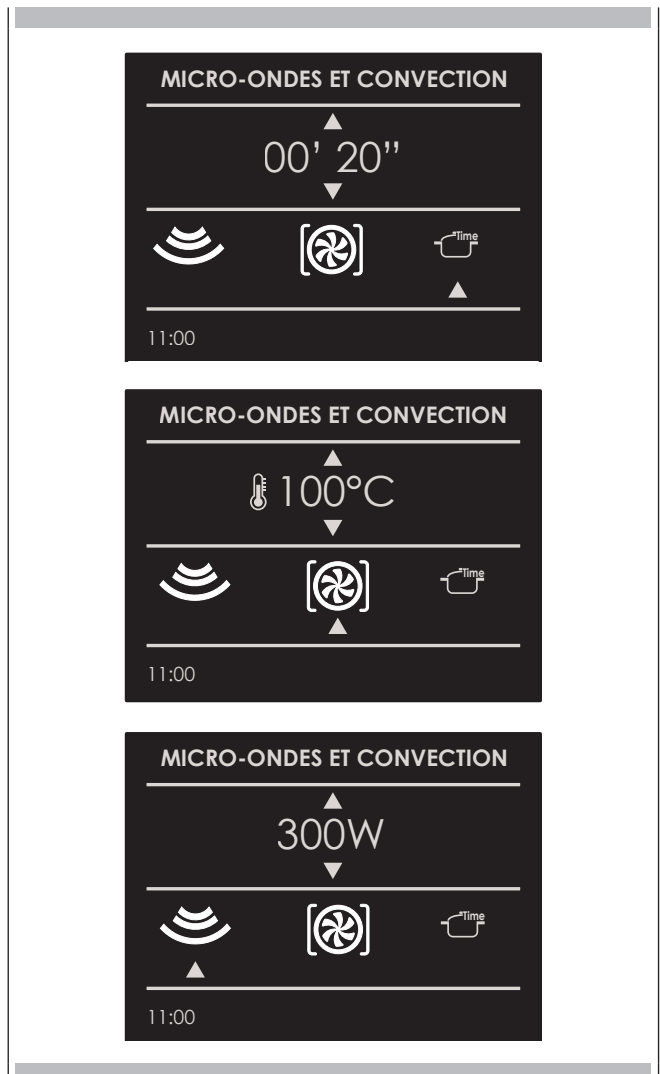 MICRO-ONDES ET CONVECTION
00’ 20’’
Time
11:00
MICRO-ONDES ET CONVECTION
100°C
Time
11:00
MICRO-ONDES ET CONVECTION
300W
Time
11:00